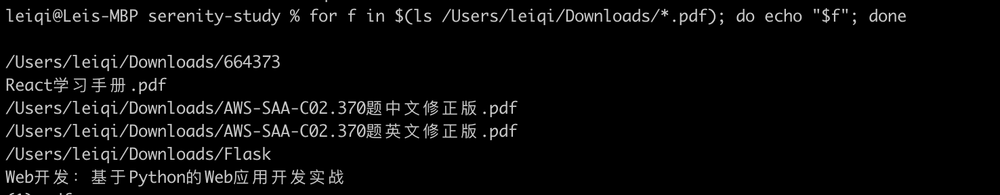 leiqi@Leis-MBP serenity-study % for f in $(ls /Users/leiqi/Downloads/*.pdf); do echo "$f"; done
/Users/leiqi/Downloads/664373
React学习手册.pdf
/Users/leiqi/Downloads/AWS-SAA-C02.370题中文修正版.pdf
/Users/leiqi/Downloads/AWS-SAA-C02.370题英文修正版.pdf
/Users/leiqi/Downloads/Flask
Web开发：基于Python的Web应用开发实战